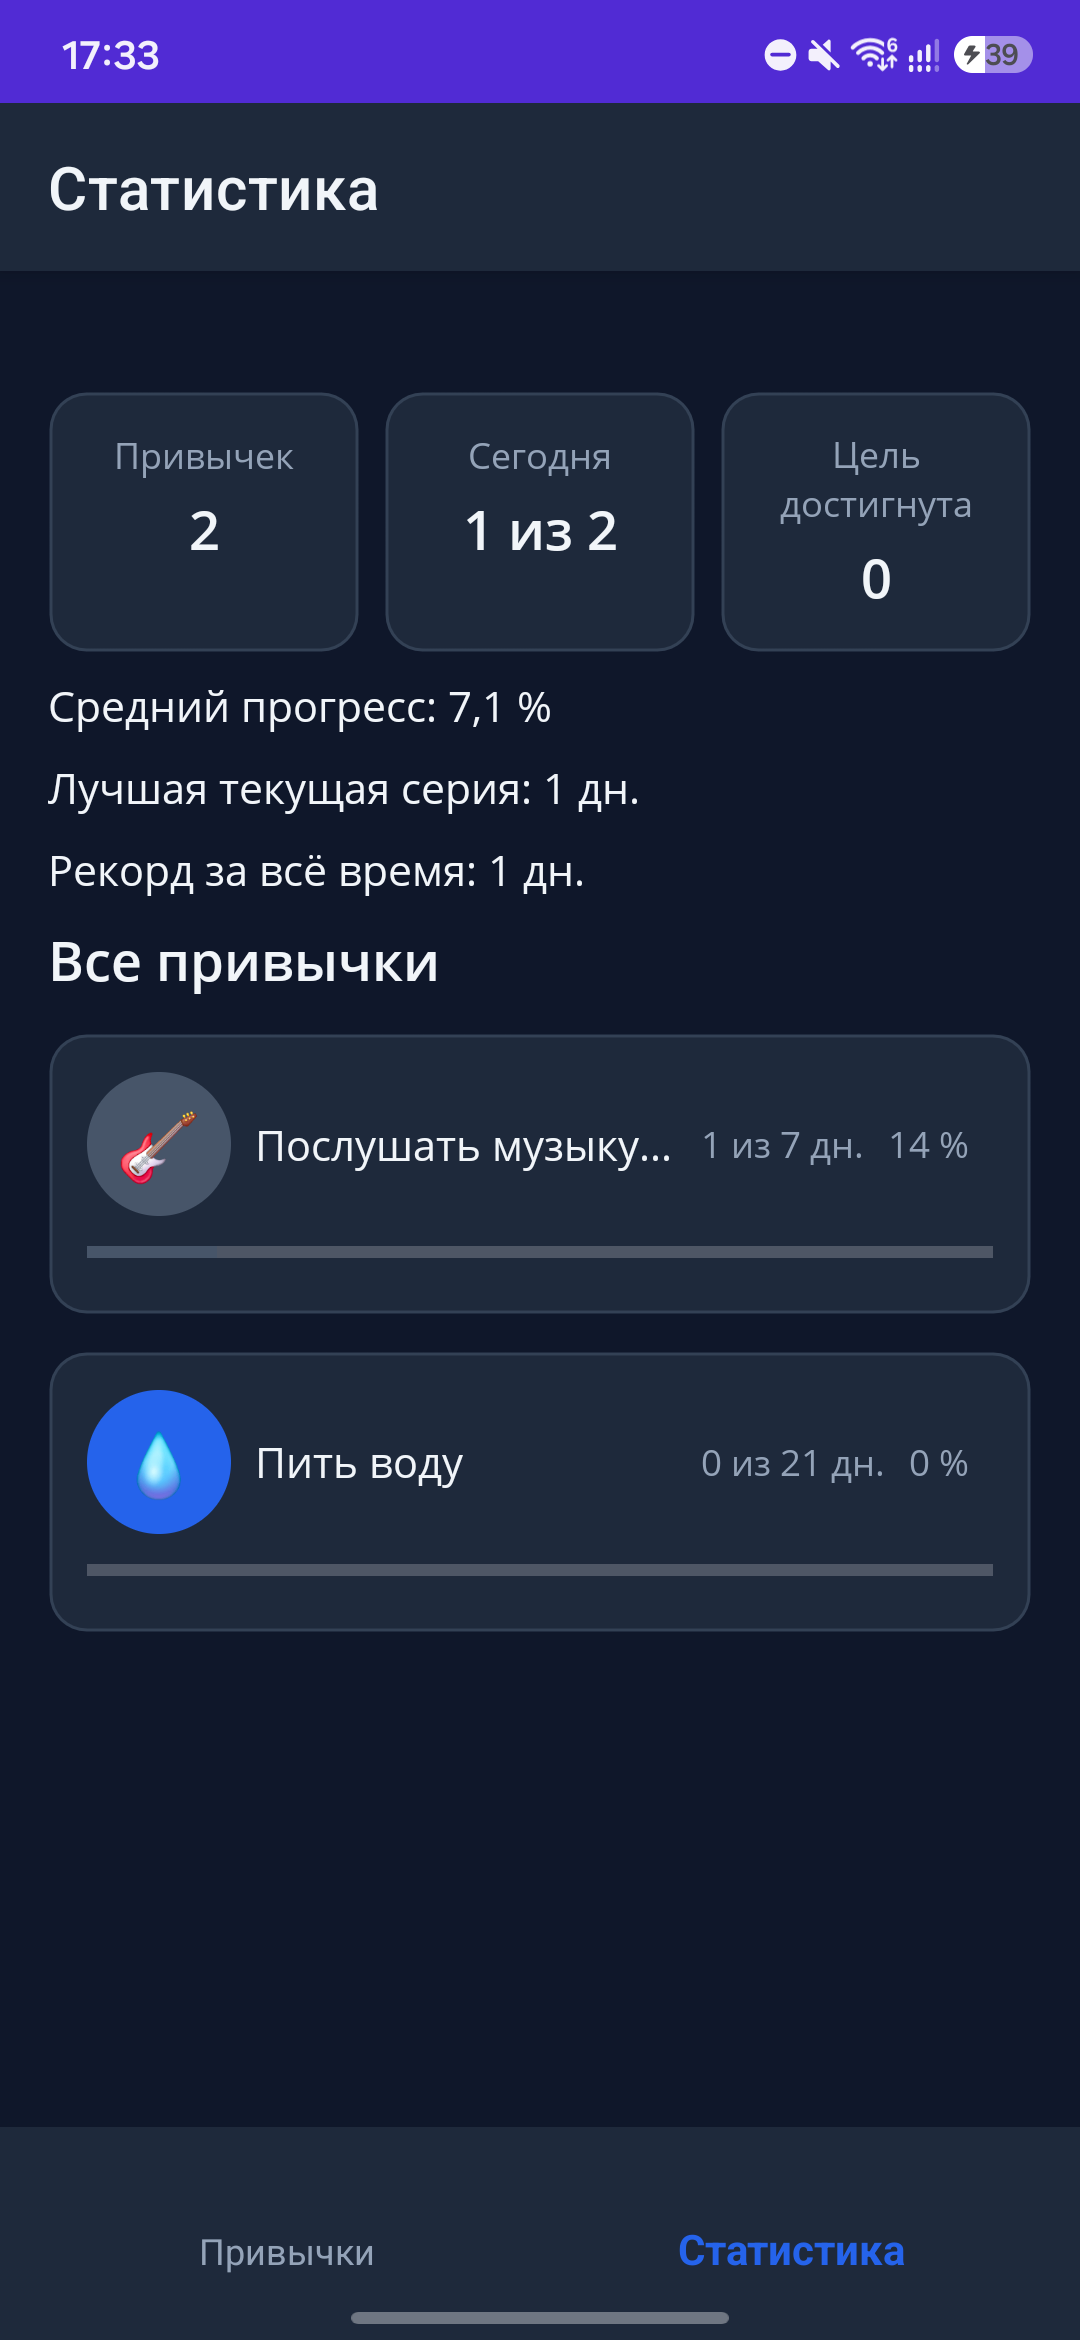 17:33
6
39
Статистика
Привычек
2
Сегодня
1 из 2
Цель
достигнута
0
Средний прогресс: 7,1 %
Лучшая текущая серия: 1 дн.
Рекорд за всё время: 1 дн.
Все привычки
Послушать музыку... 1 из 7 дн. 14 %
Пить воду 0 из 21 дн. 0 %
Привычки Статистика